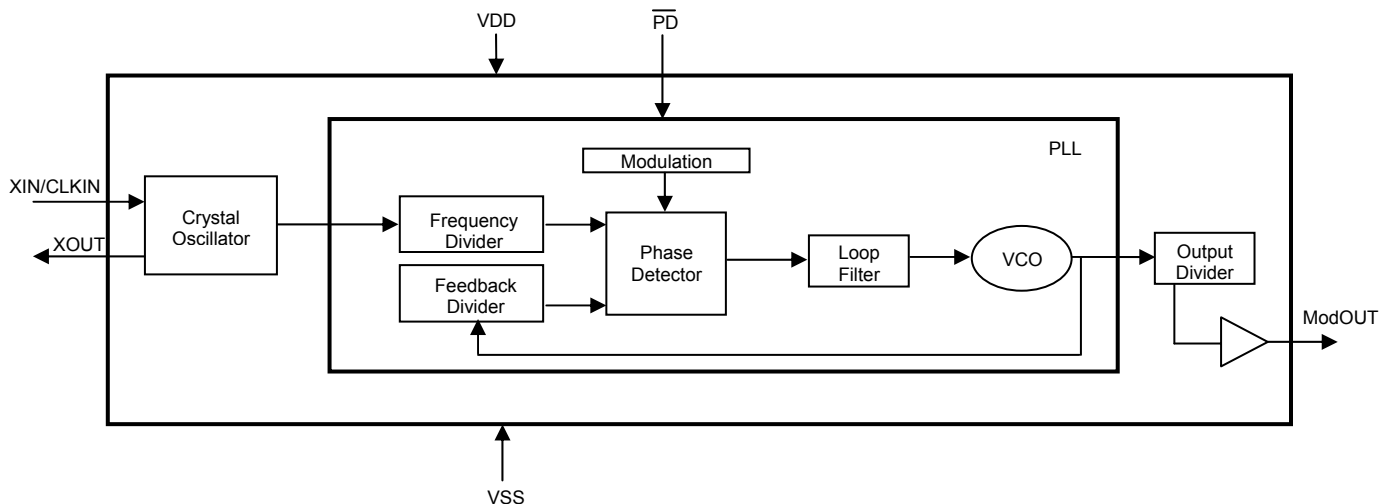 VDD
PD
PLL
Modulation
XIN/CLKIN
Crystal
Oscillator
XOUT
Frequency
Divider
Feedback
Divider
Phase
Detector
Loop
Filter
VCO
Output
Divider
ModOUT
VSS